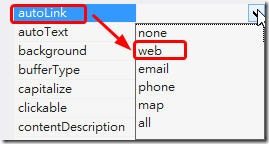 autoLink
autoText
background
bufferType
capitalize
clickable
contentDescription
none
web
email
phone
map
all